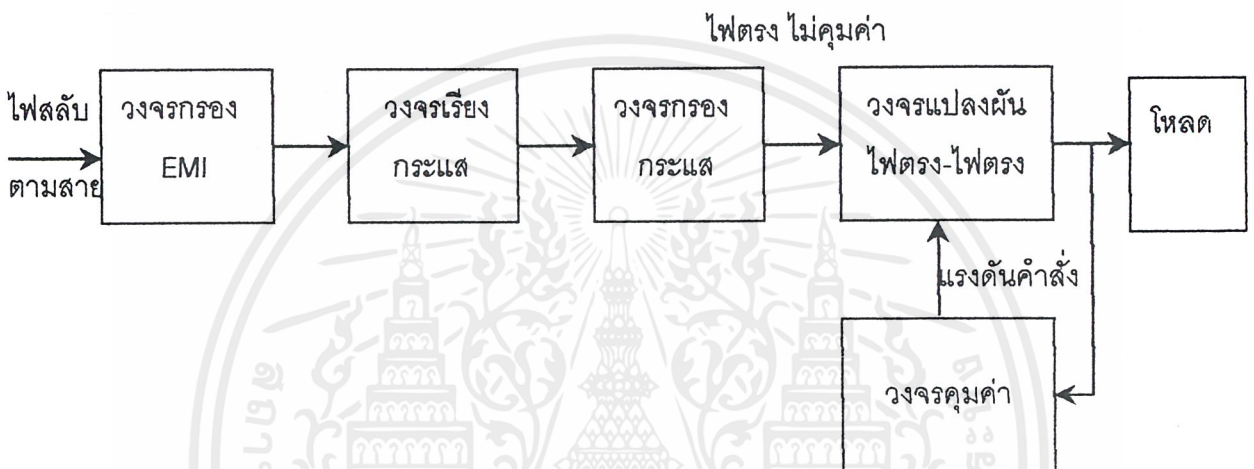 ไฟตรง ไม่คุมค่า
ไฟสลับ
ตามสาย
วงจรกรอง
EMI
วงจรเรียง
กระแส
วงจรกรอง
กระแส
วงจรแปลงผัน
ไฟตรง-ไฟตรง
โหลด
แรงดันคำสั่ง
วงจรคุมค่า